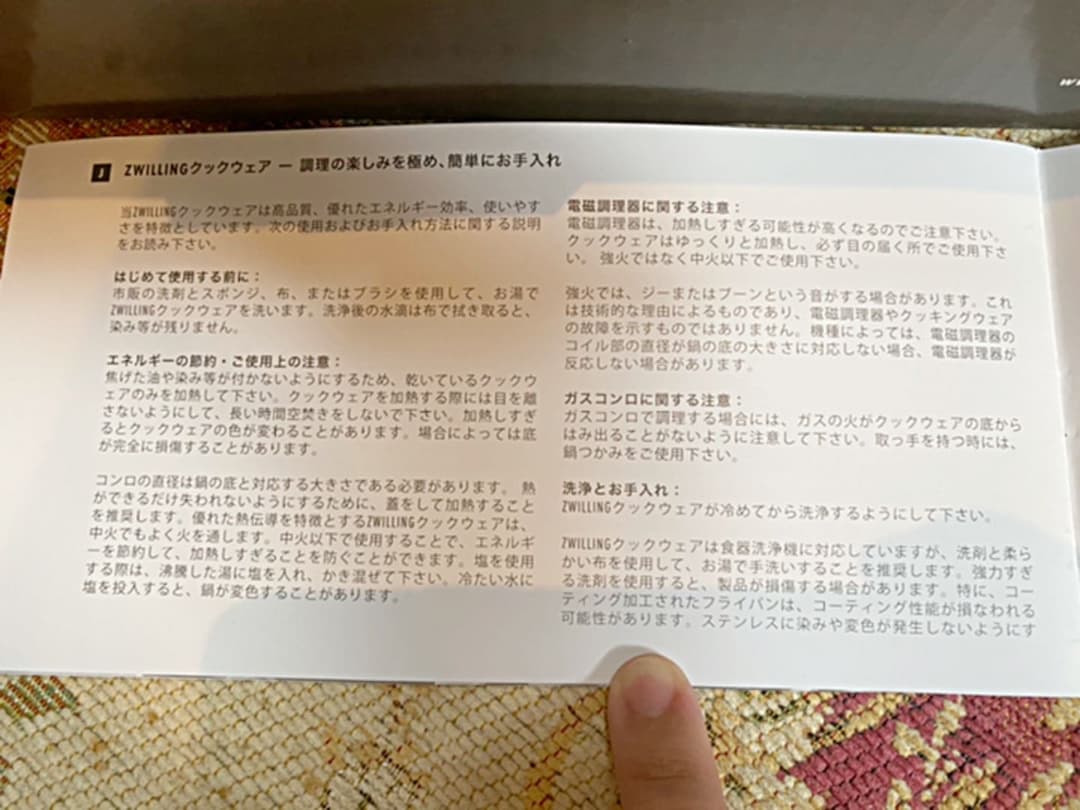 J ZWILLINGクックウェア ー 調理の楽しみを極め、簡単にお手入れ
当ZWILLINGクックウェアは高品質、優れたエネルギー効率、使いやす
さを特徴としています。次の使用およびお手入れ方法に関する説明
をお読み下さい。
はじめて使用する前に：
市販の洗剤とスポンジ、布、またはブラシを使用して、お湯で
ZWILLINGクックウェアを洗います。洗浄後の水滴は布で拭き取ると、
染み等が残りません。
エネルギーの節約・ご使用上の注意：
焦げた油や染み等が付かないようにするため、乾いているクックウ
ェアのみを加熱して下さい。クックウェアを加熱する際には目を離
さないようにして、長い時間空焚きをしないで下さい。加熱しすぎ
るとクックウェアの色が変わることがあります。場合によっては底
が完全に損傷することがあります。
コンロの直径は鍋の底と対応する大きさである必要があります。 熱
ができるだけ失われないようにするために、蓋をして加熱すること
を推奨します。優れた熱伝導を特徴とするZWILLINGクックウェアは、
中火でもよく火を通します。中火以下で使用することで、エネルギ
ーを節約して、加熱しすぎることを防ぐことができます。塩を使用
する際は、沸騰した湯に塩を入れ、かき混ぜて下さい。冷たい水に
塩を投入すると、鍋が変色することがあります。
電磁調理器に関する注意：
電磁調理器は、加熱しすぎる可能性が高くなるのでご注意下さい。
クックウェアはゆっくりと加熱し、必ず目の届く所でご使用下さ
い。 強火ではなく中火以下でご使用下さい。
強火では、ジーまたはブーンという音がする場合があります。これ
は技術的な理由によるものであり、電磁調理器やクッキングウェア
の故障を示すものではありません。機種によっては、電磁調理器の
コイル部の直径が鍋の底の大きさに対応しない場合、電磁調理器が
反応しない場合があります。
ガスコンロに関する注意：
ガスコンロで調理する場合には、ガスの火がクックウェアの底から
はみ出ることがないように注意して下さい。取っ手を持つ時には、
鍋つかみをご使用下さい。
洗浄とお手入れ：
ZWILLINGクックウェアが冷めてから洗浄するようにして下さい。
ZWILLINGクックウェアは食器洗浄機に対応していますが、洗剤と柔ら
かい布を使用して、お湯で手洗いすることを推奨します。強力すぎ
る洗剤を使用すると、製品が損傷する場合があります。特に、コー
ティング加工されたフライパンは、コーティング性能が損なわれる
可能性があります。ステンレスに染みや変色が発生しないようにす